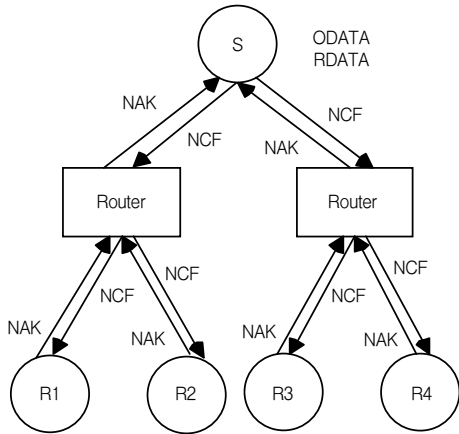 S
ODATA
RDATA
NAK
NCF
NCF
NAK
Router
Router
NAK
NCF
NCF
NAK
NAK
NCF
NCF
NAK
R1
R2
R3
R4